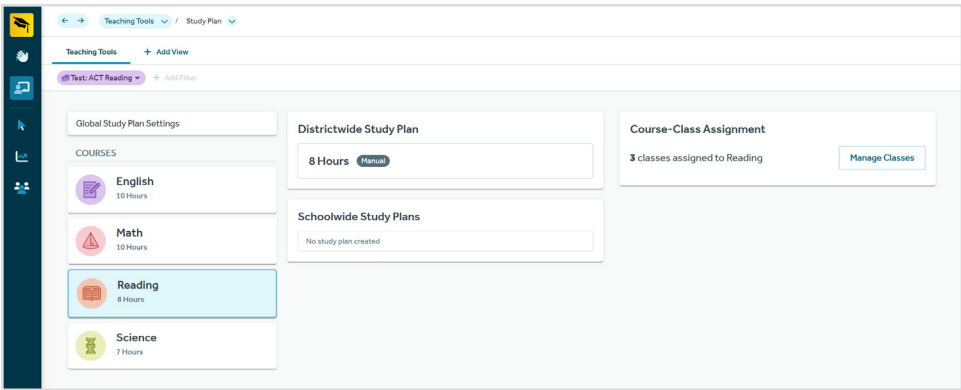 ← → Teaching Tools / Study Plan
Teaching Tools + Add View
Test: ACT Reading + Add Filter
Global Study Plan Settings
COURSES
English
10 Hours
Math
10 Hours
Reading
8 Hours
Science
7 Hours
Districtwide Study Plan
8 Hours Manual
Schoolwide Study Plans
No study plan created
Course-Class Assignment
3 classes assigned to Reading Manage Classes